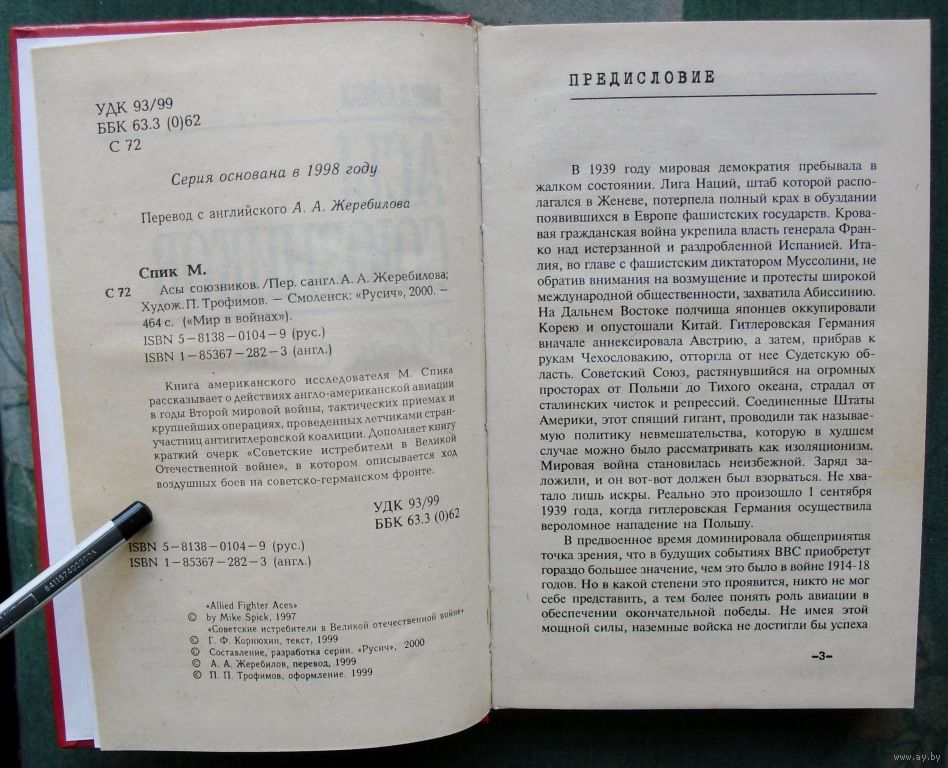 УДК 93/99
ББК 63.3 (0)62
С 72
Серия основана в 1998 году
Перевод с английского А. А. Жеребилова
Спик М.
С 72 Асы союзников. /Пер. сангл. А. А. Жеребилова;
Худож. П. Трофимов. — Смоленск: «Русич», 2000. —
464 с. («Мир в войнах»).
ISBN 5—8138—0104—9 (рус.)
ISBN 1—85367—282—3 (англ.)
Книга американского исследователя М. Спика
рассказывает о действиях англо-американской авиации
в годы Второй мировой войны, тактических приемах и
крупнейших операциях, проведенных летчиками стран-
участниц антигитлеровской коалиции. Дополняет книгу
краткий очерк «Советские истребители в Великой
Отечественной войне», в котором описывается ход
воздушных боев на советско-германском фронте.
УДК 93/99
ББК 63.3 (0)62
ISBN 5—8138—0104—9 (рус.)
ISBN 1—85367—282—3 (англ.)
«Allied Fighter Aces»
© by Mike Spick, 1997
«Советские истребители в Великой отечественной войне»
© Г. Ф. Корнюхин, текст, 1999
© Составление, разработка серии. «Русич», 2000
© А. А. Жеребилов, перевод, 1999
© П. П. Трофимов, оформление. 1999
8411574023004
ПРЕДИСЛОВИЕ
В 1939 году мировая демократия пребывала в
жалком состоянии. Лига Наций, штаб которой распо-
лагался в Женеве, потерпела полный крах в обуздании
появившихся в Европе фашистских государств. Крова-
вая гражданская война укрепила власть генерала Фран-
ко над истерзанной и раздробленной Испанией. Ита-
лия, во главе с фашистским диктатором Муссолини, не
обратив внимания на возмущение и протесты широкой
международной общественности, захватила Абиссинию.
На Дальнем Востоке полчища японцев оккупировали
Корею и опустошали Китай. Гитлеровская Германия
вначале аннексировала Австрию, а затем, прибрав к
рукам Чехословакию, отторгла от нее Судетскую об-
ласть. Советский Союз, растянувшийся на огромных
просторах от Польши до Тихого океана, страдал от
сталинских чисток и репрессий. Соединенные Штаты
Америки, этот спящий гигант, проводили так называе-
мую политику невмешательства, которую в худшем
случае можно было рассматривать как изоляционизм.
Мировая война становилась неизбежной. Заряд за-
ложили, и он вот-вот должен был взорваться. Не хва-
тало лишь искры. Реально это произошло 1 сентября
1939 года, когда гитлеровская Германия осуществила
вероломное нападение на Польшу.
В предвоенное время доминировала общепринятая
точка зрения, что в будущих событиях ВВС приобретут
гораздо большее значение, чем это было в войне 1914-18
годов. Но в какой степени это проявится, никто не мог
себе представить, а тем более понять роль авиации в
обеспечении окончательной победы. Не имея этой
мощной силы, наземные войска не достигли бы успеха
–3–
www.ay.by